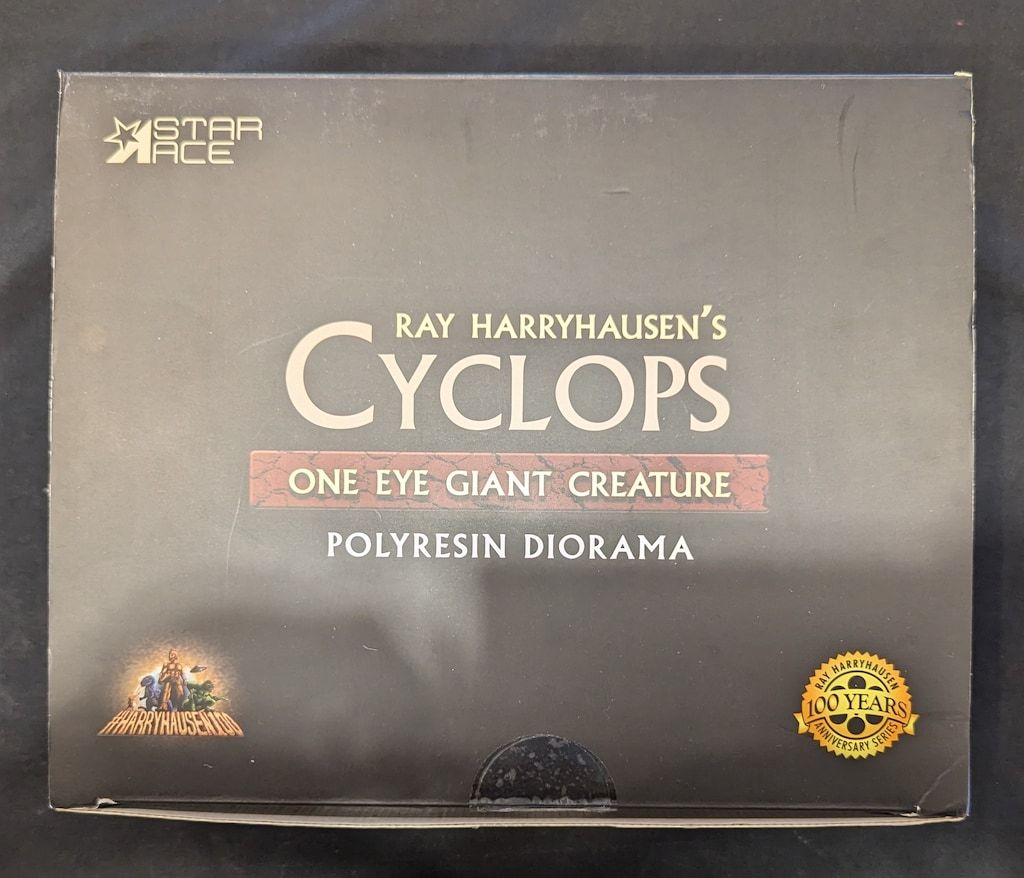 STAR
ACE
RAY HARRYHAUSEN'S
CYCLOPS
ONE EYE GIANT CREATURE
POLYRESIN DIORAMA
#HARRYHAUSEN100
RAY HARRYHAUSEN
100 YEARS
ANNIVERSARY SERIES